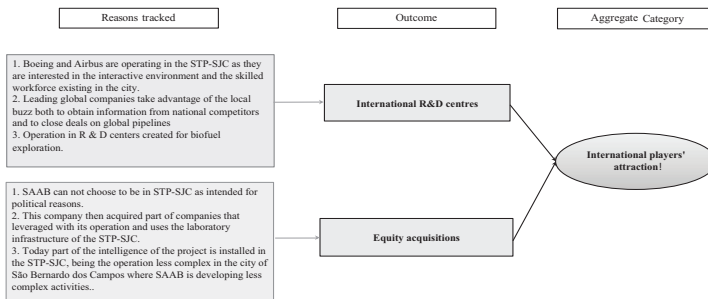 Reasons tracked
Outcome
Aggregate Category
1. Boeing and Airbus are operating in the STP-SJC as they
are interested in the interactive environment and the skilled
workforce existing in the city.
2. Leading global companies take advantage of the local
buzz both to obtain information from national competitors
and to close deals on global pipelines
3. Operation in R & D centers created for biofuel
exploration.
International R&D centres
International players'
attraction!
1. SAAB can not choose to be in STP-SJC as intended for
political reasons.
2. This company then acquired part of companies that
leveraged with its operation and uses the laboratory
infrastructure of the STP-SJC.
3. Today part of the intelligence of the project is installed in
the STP-SJC, being the operation less complex in the city of
São Bernardo dos Campos where SAAB is developing less
complex activities..
Equity acquisitions